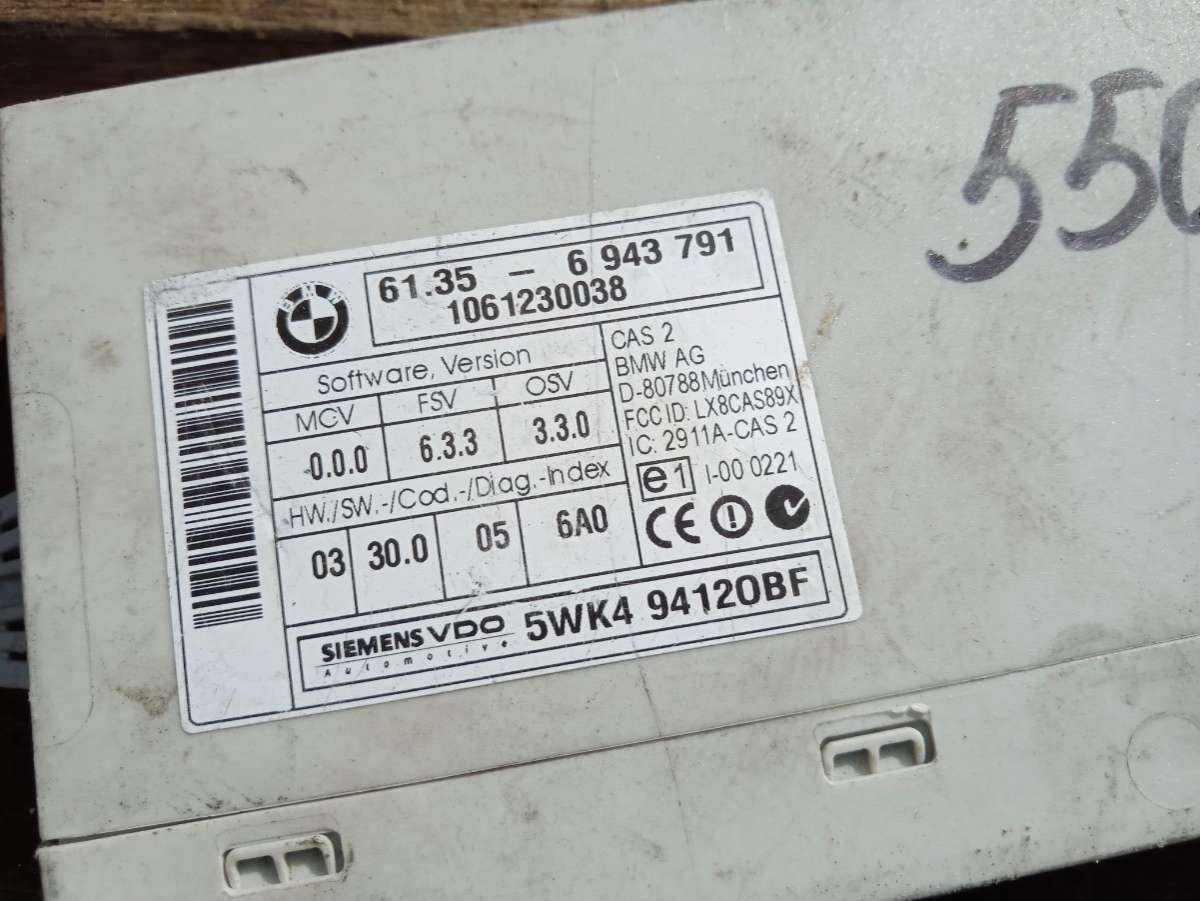 550
BMW
61.35 – 6 943 791
1061230038
Software, Version
MCV FSV OSV
0.0.0 6.3.3 3.3.0
HW./SW.-/Cod.-/Diag.-Index
03 30.0 05 6A0
CAS 2
BMW AG
D-80788München
FCC ID: LX8CAS89X
IC: 2911A-CAS 2
e1 I-00 0221
CE
SIEMENS VDO 5WK4 94120BF
Automotive